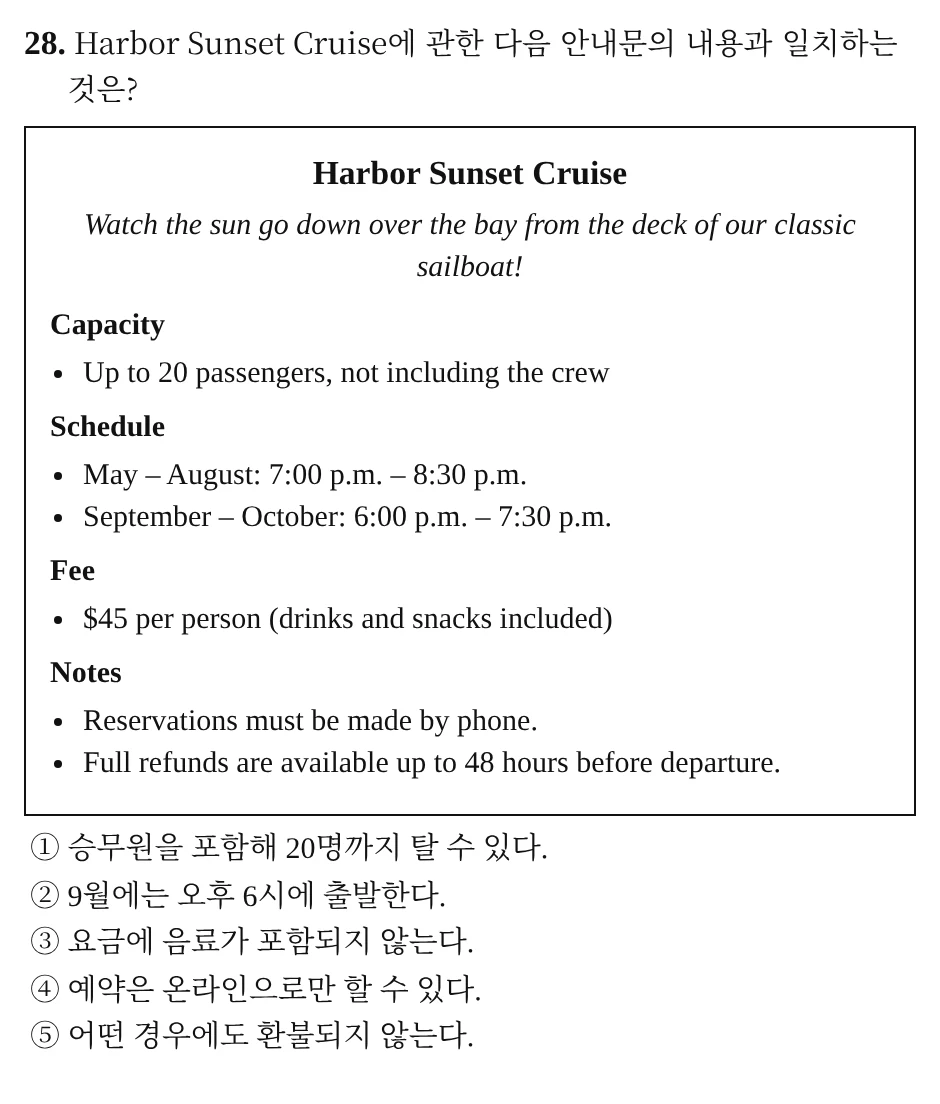 28. Harbor Sunset Cruise에 관한 다음 안내문의 내용과 일치하는
것은?
Harbor Sunset Cruise
Watch the sun go down over the bay from the deck of our classic
sailboat!
Capacity
• Up to 20 passengers, not including the crew
Schedule
• May – August: 7:00 p.m. – 8:30 p.m.
• September – October: 6:00 p.m. – 7:30 p.m.
Fee
• $45 per person (drinks and snacks included)
Notes
• Reservations must be made by phone.
• Full refunds are available up to 48 hours before departure.
① 승무원을 포함해 20명까지 탈 수 있다.
② 9월에는 오후 6시에 출발한다.
③ 요금에 음료가 포함되지 않는다.
④ 예약은 온라인으로만 할 수 있다.
⑤ 어떤 경우에도 환불되지 않는다.